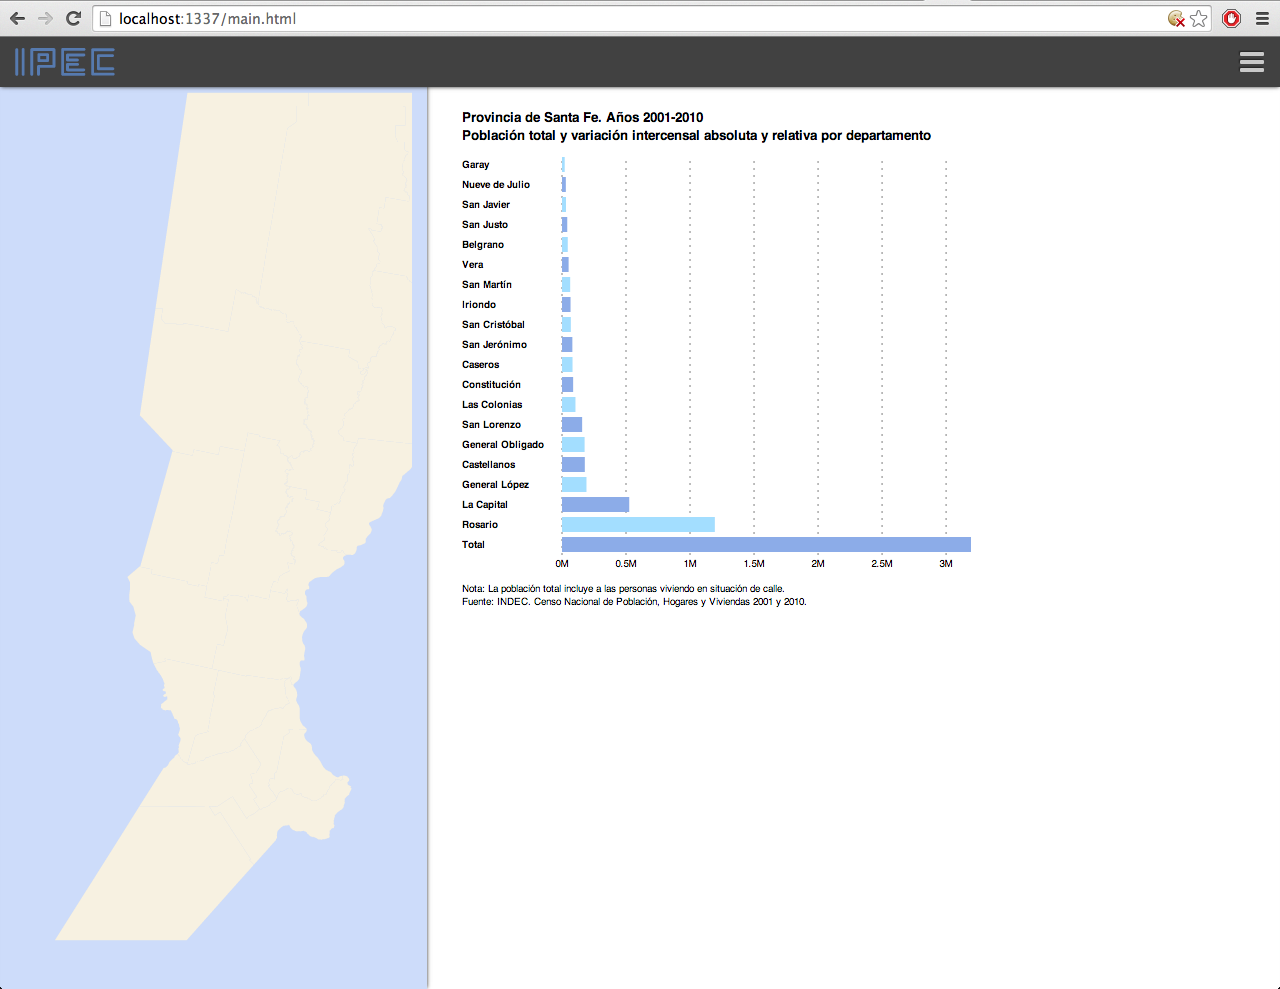 localhost:1337/main.html
IPEC
Provincia de Santa Fe. Años 2001-2010
Población total y variación intercensal absoluta y relativa por departamento
Garay
Nueve de Julio
San Javier
San Justo
Belgrano
Vera
San Martín
Iriondo
San Cristóbal
San Jerónimo
Caseros
Constitución
Las Colonias
San Lorenzo
General Obligado
Castellanos
General López
La Capital
Rosario
Total
0M 0.5M 1M 1.5M 2M 2.5M 3M
Nota: La población total incluye a las personas viviendo en situación de calle.
Fuente: INDEC. Censo Nacional de Población, Hogares y Viviendas 2001 y 2010.